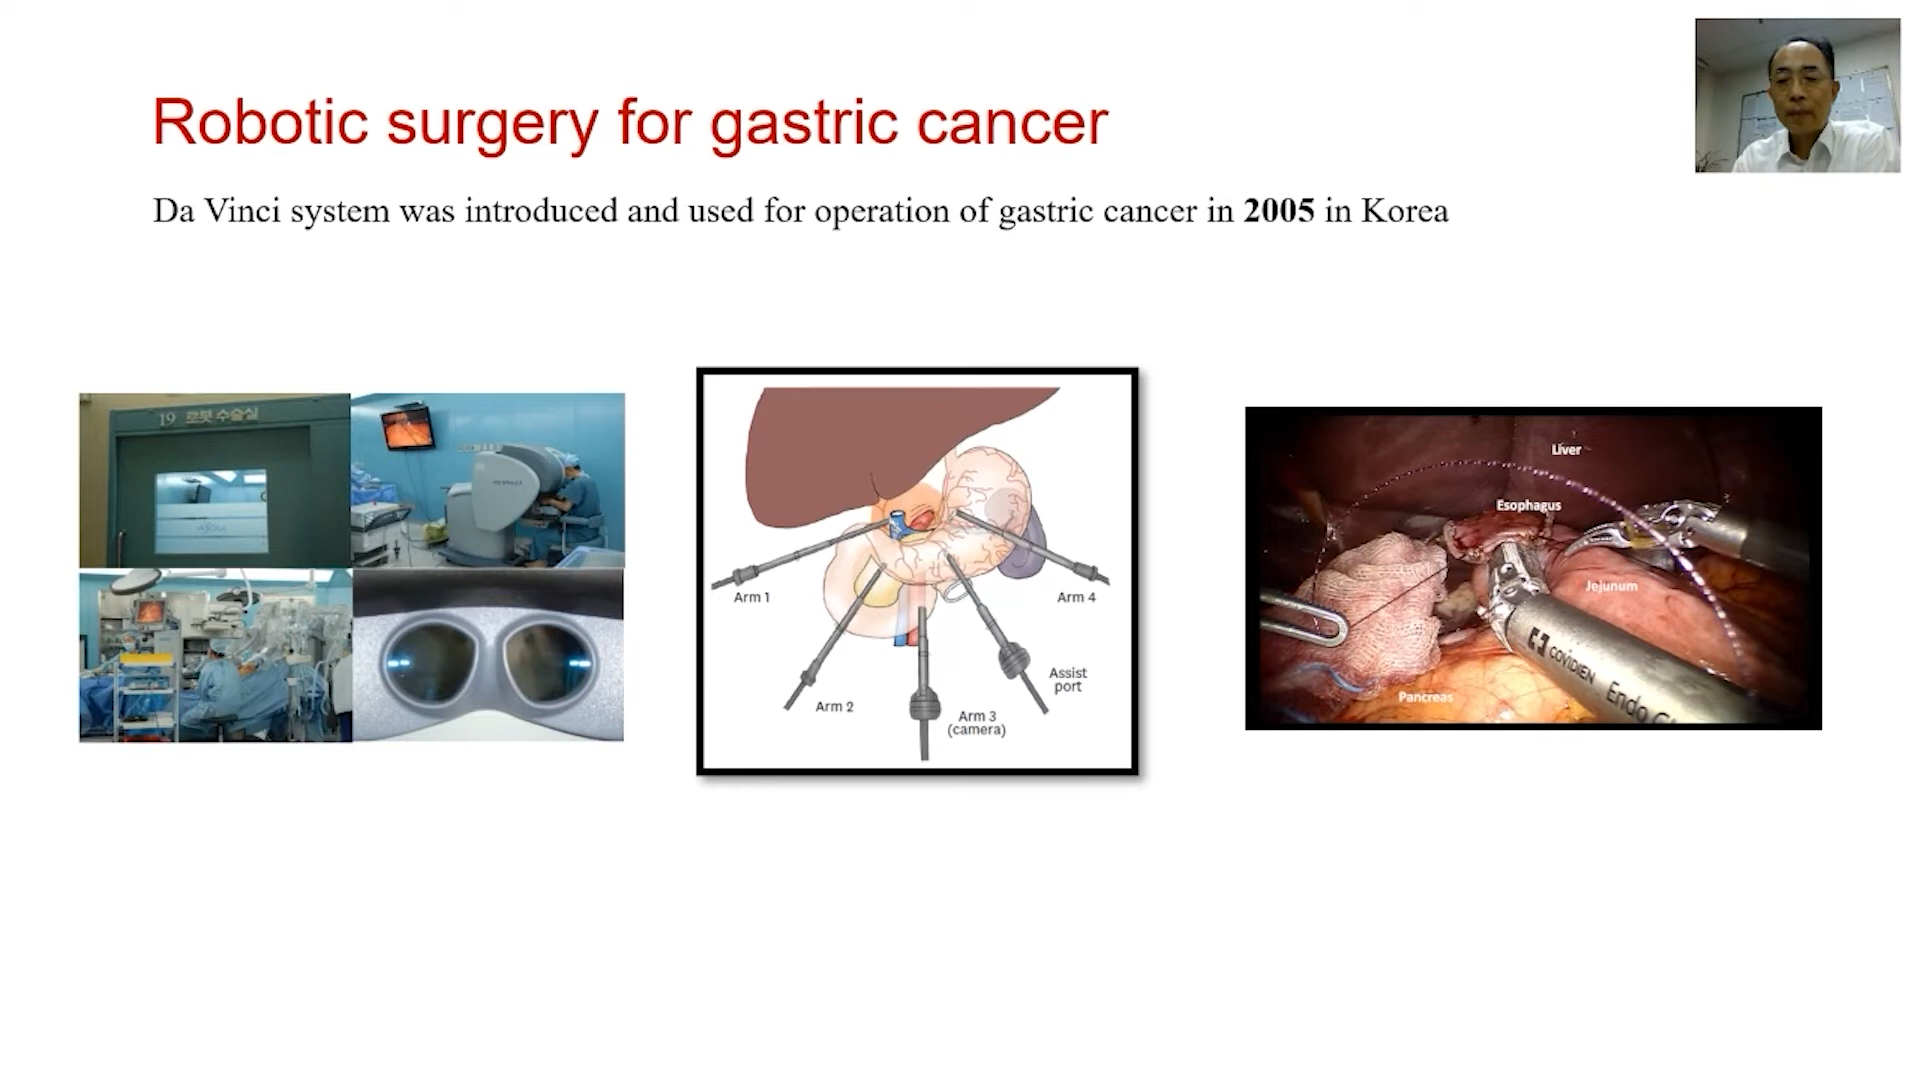 Robotic surgery for gastric cancer
Da Vinci system was introduced and used for operation of gastric cancer in 2005 in Korea
19 로봇 수술실
Arm 1
Arm 4
Arm 2
Assist
port
Arm 3
(camera)
Liver
Esophagus
Jejunum
COVIDIEN Endo
Pancreas